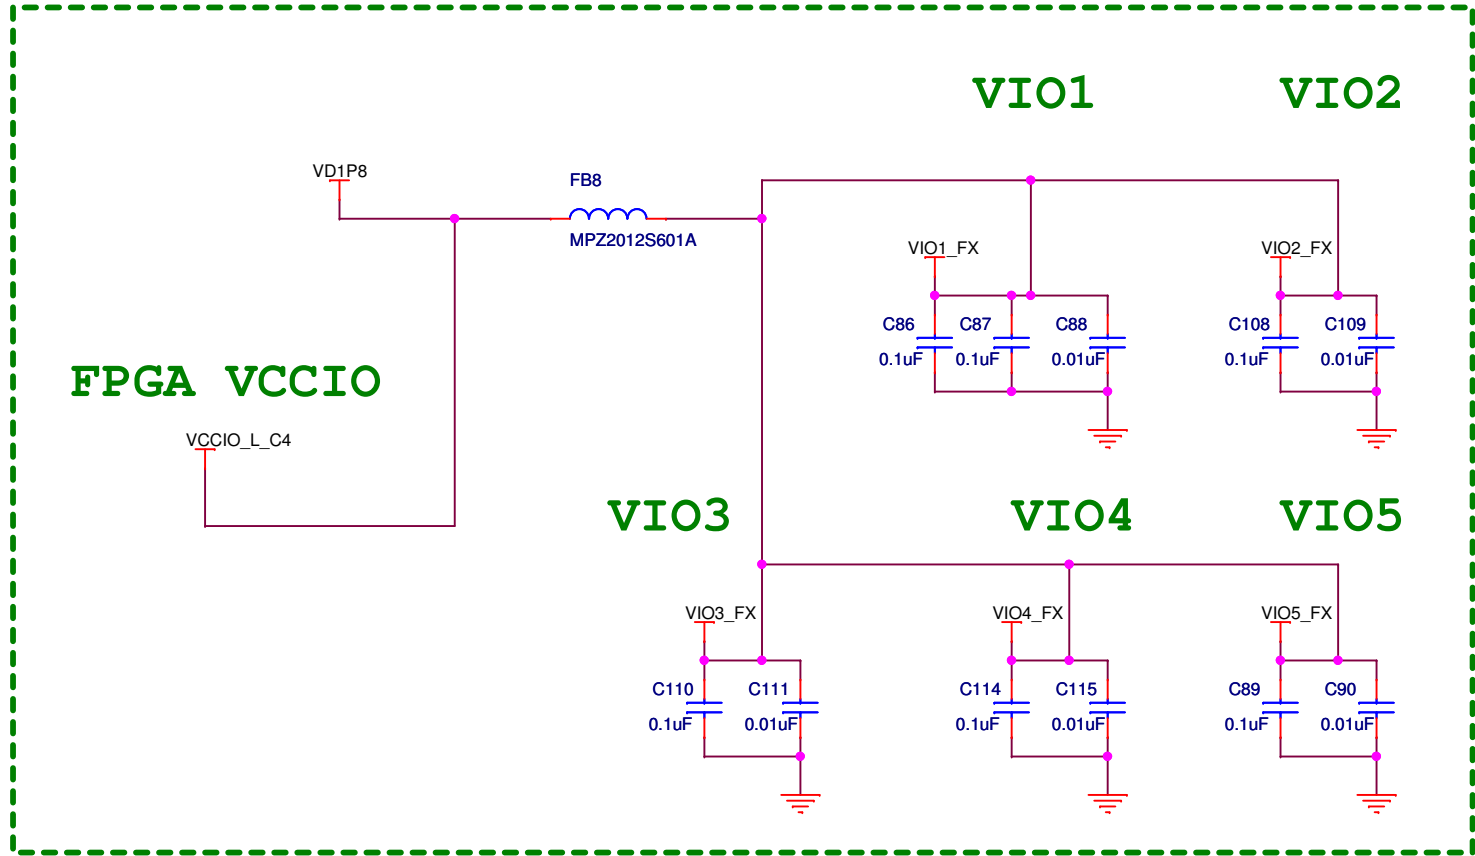 VIO1 VIO2
VD1P8
FB8
MPZ2012S601A
VIO1_FX VIO2_FX
C86 C87 C88 C108 C109
0.1uF 0.1uF 0.01uF 0.1uF 0.01uF
FPGA VCCIO
VCCIO_L_C4
VIO3 VIO4 VIO5
VIO3_FX VIO4_FX VIO5_FX
C110 C111 C114 C115 C89 C90
0.1uF 0.01uF 0.1uF 0.01uF 0.1uF 0.01uF